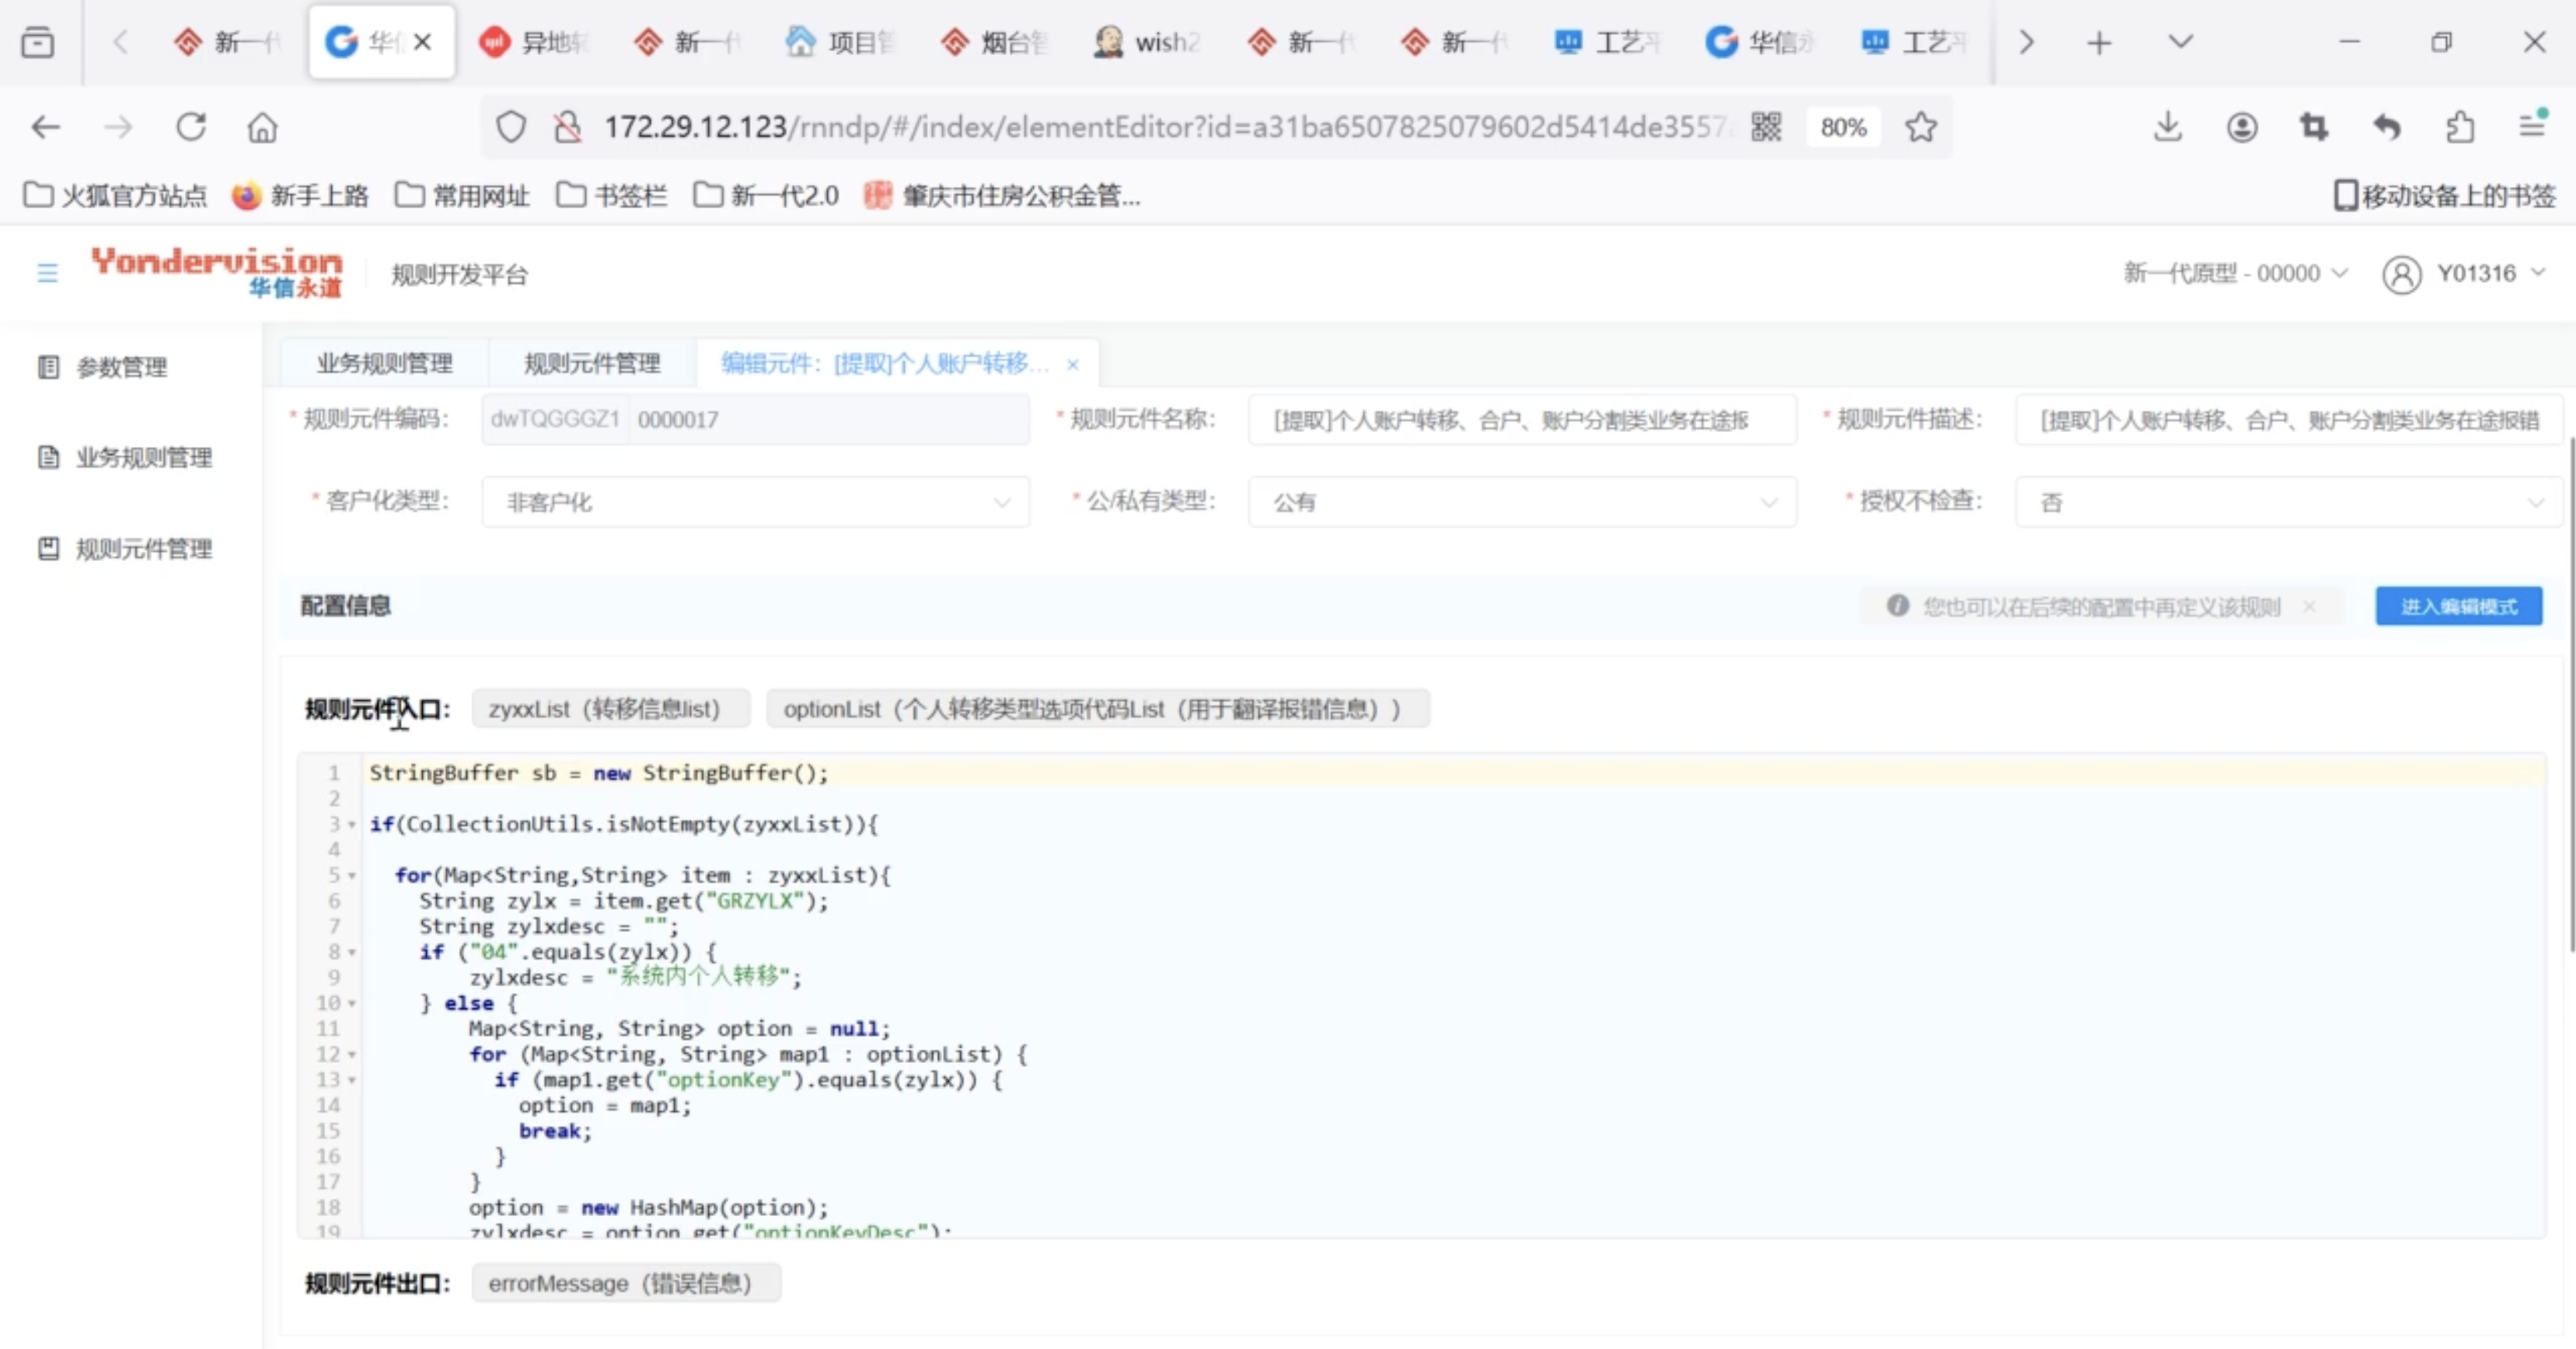 新一代
华信
异地转
新一代
项目管
烟台智
wish2
新一代
新一代
工艺平
华信永
工艺平
172.29.12.123/rnndp/#/index/elementEditor?id=a31ba6507825079602d5414de3557
80%
火狐官方站点
新手上路
常用网址
书签栏
新一代2.0
肇庆市住房公积金管...
移动设备上的书签
Yondervision
华信永道
规则开发平台
新一代原型 - 00000
Y01316
参数管理
业务规则管理
规则元件管理
业务规则管理
规则元件管理
编辑元件：[提取]个人账户转移...
* 规则元件编码： dwTQGGGZ1 0000017
* 规则元件名称： [提取]个人账户转移、合户、账户分割类业务在途报
* 规则元件描述： [提取]个人账户转移、合户、账户分割类业务在途报错
* 客户化类型： 非客户化
* 公/私有类型： 公有
* 授权不检查： 否
配置信息
您也可以在后续的配置中再定义该规则
进入编辑模式
规则元件入口： zyxxList（转移信息list） optionList（个人转移类型选项代码List（用于翻译报错信息））
1 StringBuffer sb = new StringBuffer();
2
3 if(CollectionUtils.isNotEmpty(zyxxList)){
4
5 for(Map<String,String> item : zyxxList){
6 String zylx = item.get("GRZYLX");
7 String zylxdesc = "";
8 if ("04".equals(zylx)) {
9 zylxdesc = "系统内个人转移";
10 } else {
11 Map<String, String> option = null;
12 for (Map<String, String> map1 : optionList) {
13 if (map1.get("optionKey").equals(zylx)) {
14 option = map1;
15 break;
16 }
17 }
18 option = new HashMap(option);
19 zylxdesc = option.get("optionKeyDesc");
规则元件出口： errorMessage（错误信息）